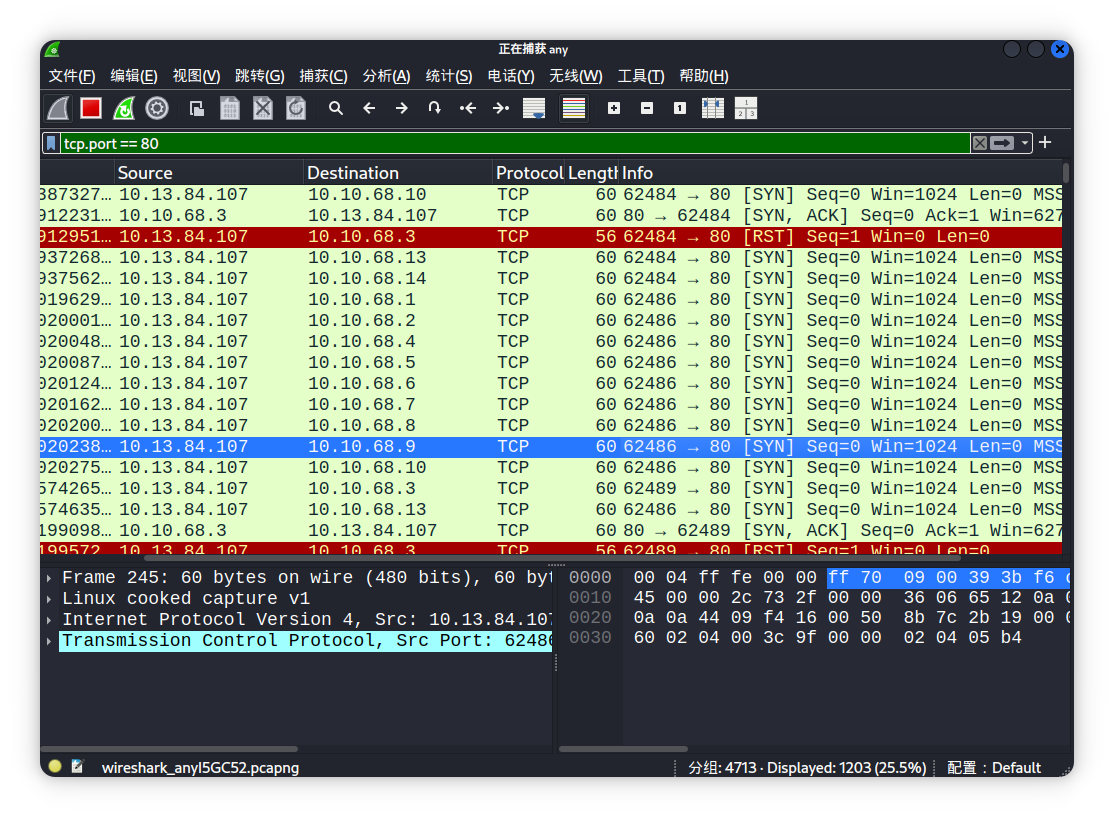 正在捕获 any
文件(F) 编辑(E) 视图(V) 跳转(G) 捕获(C) 分析(A) 统计(S) 电话(Y) 无线(W) 工具(T) 帮助(H)
tcp.port == 80
Source Destination Protocol Length Info
387327… 10.13.84.107 10.10.68.10 TCP 60 62484 → 80 [SYN] Seq=0 Win=1024 Len=0 MSS
912231… 10.10.68.3 10.13.84.107 TCP 60 80 → 62484 [SYN, ACK] Seq=0 Ack=1 Win=627
912951… 10.13.84.107 10.10.68.3 TCP 56 62484 → 80 [RST] Seq=1 Win=0 Len=0
937268… 10.13.84.107 10.10.68.13 TCP 60 62484 → 80 [SYN] Seq=0 Win=1024 Len=0 MSS
937562… 10.13.84.107 10.10.68.14 TCP 60 62484 → 80 [SYN] Seq=0 Win=1024 Len=0 MSS
019629… 10.13.84.107 10.10.68.1 TCP 60 62486 → 80 [SYN] Seq=0 Win=1024 Len=0 MSS
020001… 10.13.84.107 10.10.68.2 TCP 60 62486 → 80 [SYN] Seq=0 Win=1024 Len=0 MSS
020048… 10.13.84.107 10.10.68.4 TCP 60 62486 → 80 [SYN] Seq=0 Win=1024 Len=0 MSS
020087… 10.13.84.107 10.10.68.5 TCP 60 62486 → 80 [SYN] Seq=0 Win=1024 Len=0 MSS
020124… 10.13.84.107 10.10.68.6 TCP 60 62486 → 80 [SYN] Seq=0 Win=1024 Len=0 MSS
020162… 10.13.84.107 10.10.68.7 TCP 60 62486 → 80 [SYN] Seq=0 Win=1024 Len=0 MSS
020200… 10.13.84.107 10.10.68.8 TCP 60 62486 → 80 [SYN] Seq=0 Win=1024 Len=0 MSS
020238… 10.13.84.107 10.10.68.9 TCP 60 62486 → 80 [SYN] Seq=0 Win=1024 Len=0 MSS
020275… 10.13.84.107 10.10.68.10 TCP 60 62486 → 80 [SYN] Seq=0 Win=1024 Len=0 MSS
574265… 10.13.84.107 10.10.68.3 TCP 60 62489 → 80 [SYN] Seq=0 Win=1024 Len=0 MSS
574635… 10.13.84.107 10.10.68.13 TCP 60 62486 → 80 [SYN] Seq=0 Win=1024 Len=0 MSS
199098… 10.10.68.3 10.13.84.107 TCP 60 80 → 62489 [SYN, ACK] Seq=0 Ack=1 Win=627
199572… 10.13.84.107 10.10.68.3 TCP 56 62489 → 80 [RST] Seq=1 Win=0 Len=0
Frame 245: 60 bytes on wire (480 bits), 60 byt
Linux cooked capture v1
Internet Protocol Version 4, Src: 10.13.84.107
Transmission Control Protocol, Src Port: 62486
0000 00 04 ff fe 00 00 ff 70 09 00 39 3b f6
0010 45 00 00 2c 73 2f 00 00 36 06 65 12 0a
0020 0a 0a 44 09 f4 16 00 50 8b 7c 2b 19 00
0030 60 02 04 00 3c 9f 00 00 02 04 05 b4
wireshark_anyI5GC52.pcapng 分组: 4713 · Displayed: 1203 (25.5%) 配置：Default